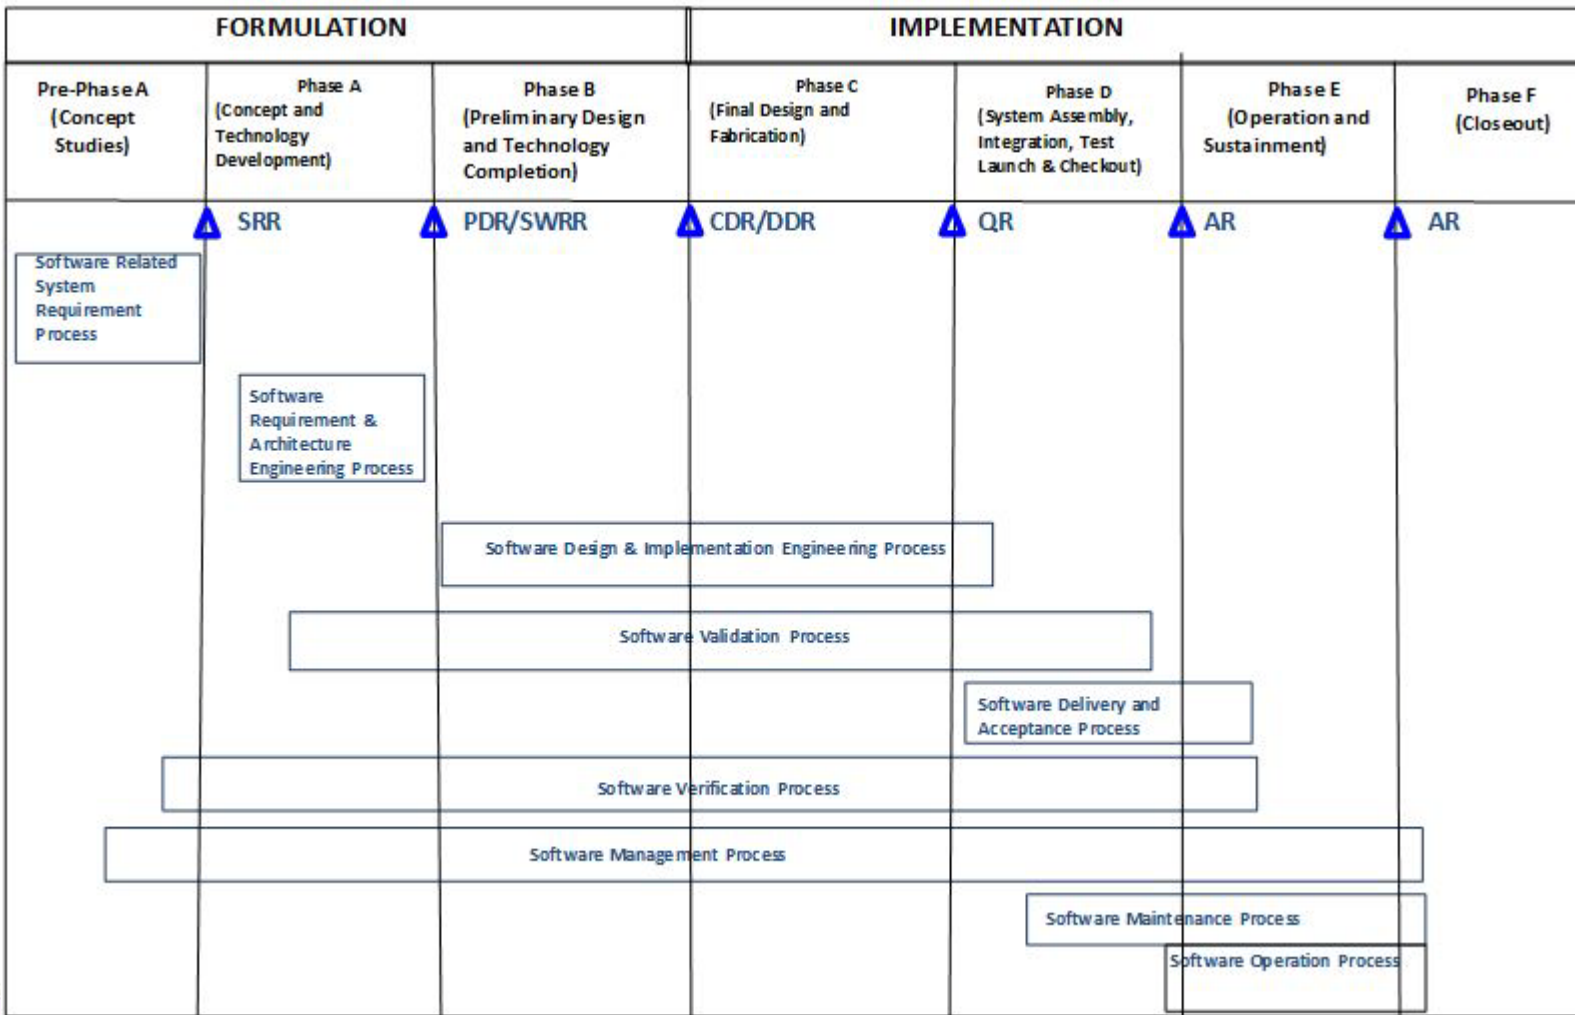 FORMULATION
IMPLEMENTATION
Pre-Phase A
(Concept
Studies)
Phase A
(Concept and
Technology
Development)
Phase B
(Preliminary Design
and Technology
Completion)
Phase C
(Final Design and
Fabrication)
Phase D
(System Assembly,
Integration, Test
Launch & Checkout)
Phase E
(Operation and
Sustainment)
Phase F
(Closeout)
SRR
PDR/SWRR
CDR/DDR
QR
AR
AR
Software Related
System
Requirement
Process
Software
Requirement &
Architecture
Engineering Process
Software Design & Implementation Engineering Process
Software Validation Process
Software Delivery and
Acceptance Process
Software Verification Process
Software Management Process
Software Maintenance Process
Software Operation Process